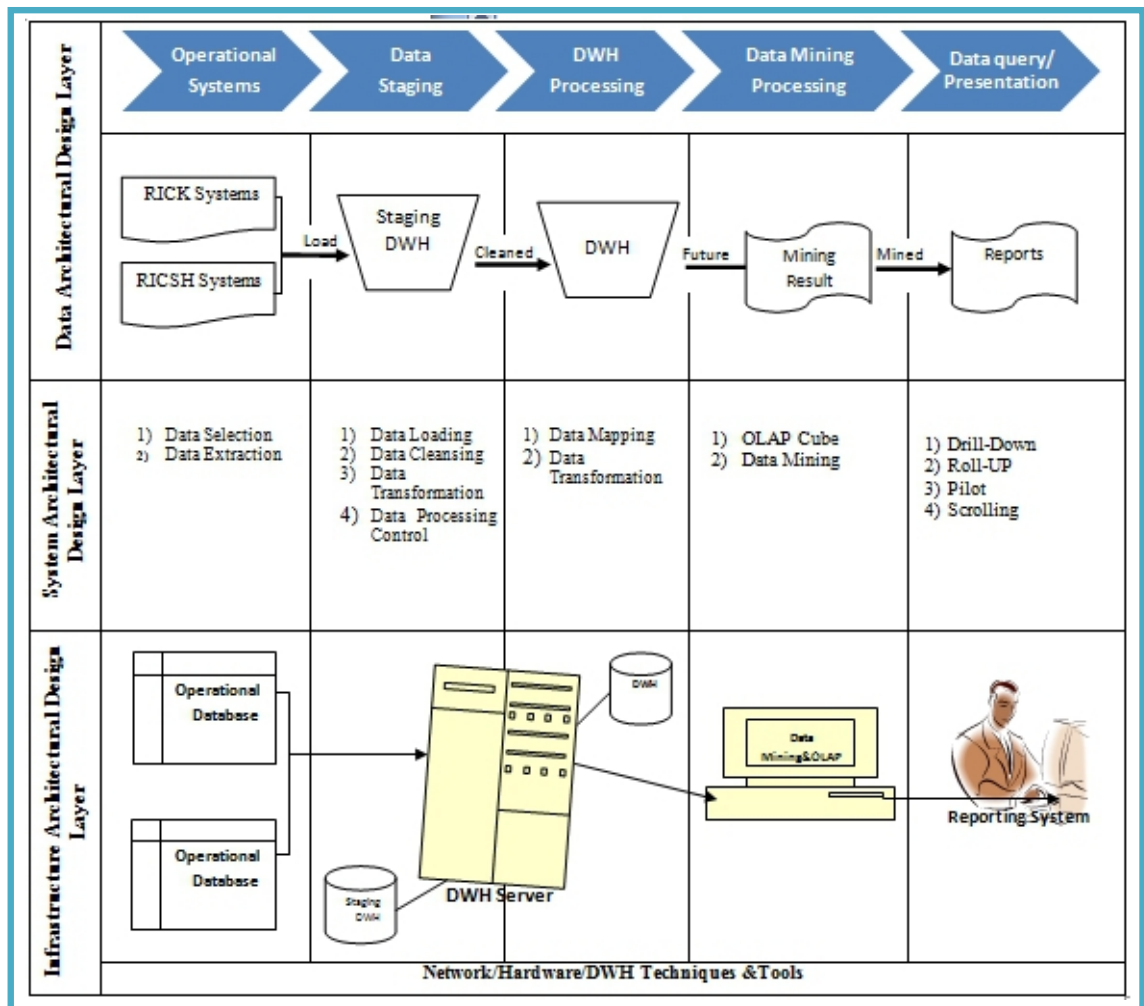 Operational
Systems
Data
Staging
DWH
Processing
Data Mining
Processing
Data query/
Presentation
Data Architectural Design Layer
RICK Systems
RICSH Systems
Load
Staging
DWH
Cleaned
DWH
Future
Mining
Result
Mined
Reports
System Architectural
Design Layer
1) Data Selection
2) Data Extraction
1) Data Loading
2) Data Cleansing
3) Data
Transformation
4) Data Processing
Control
1) Data Mapping
2) Data
Transformation
1) OLAP Cube
2) Data Mining
1) Drill-Down
2) Roll-UP
3) Pilot
4) Scrolling
Infrastructure Architectural Design
Layer
Operational
Database
Operational
Database
Staging
DWH
DWH Server
DWH
Data
Mining&OLAP
Reporting System
Network/Hardware/DWH Techniques &Tools